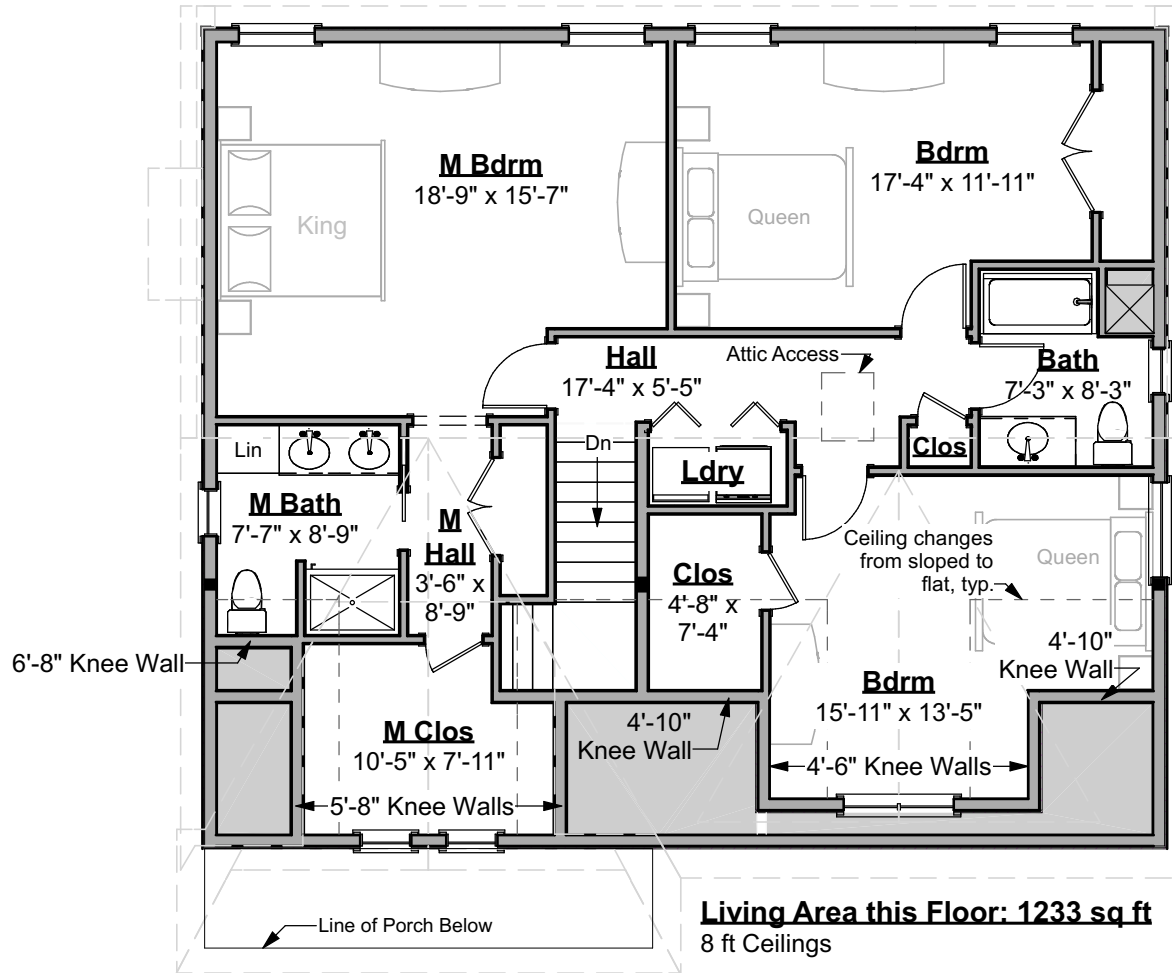 M Bdrm
18'-9" x 15'-7"
King
Bdrm
17'-4" x 11'-11"
Queen
Hall
17'-4" x 5'-5"
Attic Access
Bath
7'-3" x 8'-3"
Clos
Lin
Dn
Ldry
M Bath
7'-7" x 8'-9"
M
Hall
3'-6" x
8'-9"
Clos
4'-8" x
7'-4"
Ceiling changes
from sloped to
flat, typ.
Queen
6'-8" Knee Wall
4'-10"
Knee Wall
Bdrm
15'-11" x 13'-5"
M Clos
10'-5" x 7'-11"
4'-10"
Knee Wall
4'-6" Knee Walls
5'-8" Knee Walls
Line of Porch Below
Living Area this Floor: 1233 sq ft
8 ft Ceilings